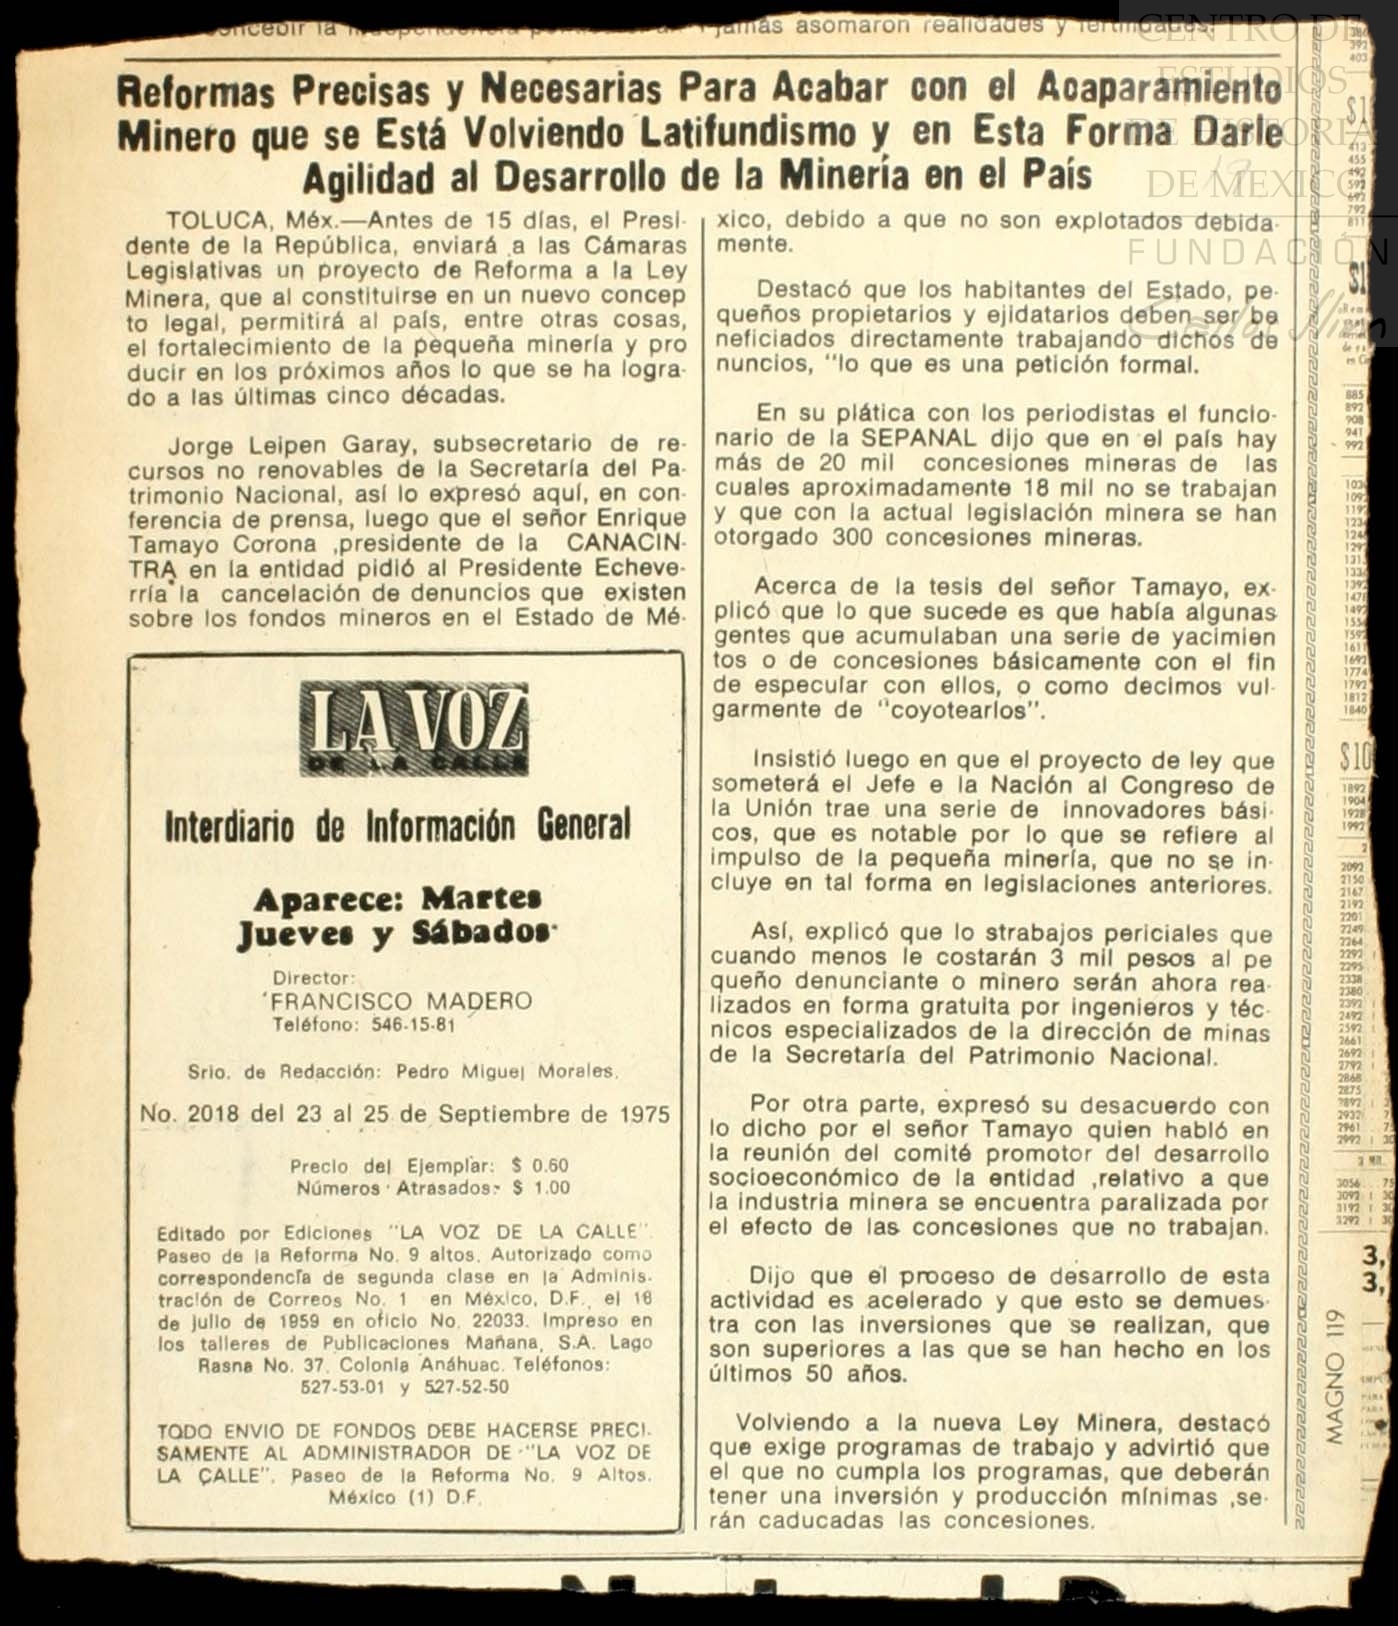 jamás asomaron realidades y
Reformas Precisas y Necesarias Para Acabar con el Acaparamiento
Minero que se Está Volviendo Latifundismo y en Esta Forma Darle
Agilidad al Desarrollo de la Minería en el País
TOLUCA, Méx.—Antes de 15 días, el Presi-
dente de la República, enviará a las Cámaras
Legislativas un proyecto de Reforma a la Ley
Minera, que al constituirse en un nuevo concep
to legal, permitirá al país, entre otras cosas,
el fortalecimiento de la pequeña minería y pro
ducir en los próximos años lo que se ha logra-
do a las últimas cinco décadas.
Jorge Leipen Garay, subsecretario de re-
cursos no renovables de la Secretaría del Pa-
trimonio Nacional, así lo expresó aquí, en con-
ferencia de prensa, luego que el señor Enrique
Tamayo Corona ,presidente de la CANACIN-
TRA en la entidad pidió al Presidente Echeve-
rría la cancelación de denuncios que existen
sobre los fondos mineros en el Estado de Mé-
LA VOZ
DE LA CALLE
Interdiario de Información General
Aparece: Martes
Jueves y Sábados
Director:
FRANCISCO MADERO
Teléfono: 546-15-81
Srio. de Redacción: Pedro Miguel Morales.
No. 2018 del 23 al 25 de Septiembre de 1975
Precio del Ejemplar: $ 0.60
Números Atrasados: $ 1.00
Editado por Ediciones "LA VOZ DE LA CALLE".
Paseo de la Reforma No. 9 altos. Autorizado como
correspondencia de segunda clase en la Adminis-
tración de Correos No. 1 en México, D.F., el 16
de julio de 1959 en oficio No. 22033. Impreso en
los talleres de Publicaciones Mañana, S.A. Lago
Rasna No. 37. Colonia Anáhuac. Teléfonos:
527-53-01 y 527-52-50
TODO ENVIO DE FONDOS DEBE HACERSE PRECI-
SAMENTE AL ADMINISTRADOR DE "LA VOZ DE
LA CALLE". Paseo de la Reforma No. 9 Altos.
México (1) D.F.
xico, debido a que no son explotados debida-
mente.
Destacó que los habitantes del Estado, pe-
queños propietarios y ejidatarios deben ser be
neficiados directamente trabajando dichos de
nuncios, "lo que es una petición formal.
En su plática con los periodistas el funcio-
nario de la SEPANAL dijo que en el país hay
más de 20 mil concesiones mineras de las
cuales aproximadamente 18 mil no se trabajan
y que con la actual legislación minera se han
otorgado 300 concesiones mineras.
Acerca de la tesis del señor Tamayo, ex-
plicó que lo que sucede es que había algunas
gentes que acumulaban una serie de yacimien
tos o de concesiones básicamente con el fin
de especular con ellos, o como decimos vul-
garmente de "coyotearlos".
Insistió luego en que el proyecto de ley que
someterá el Jefe e la Nación al Congreso de
la Unión trae una serie de innovadores bási-
cos, que es notable por lo que se refiere al
impulso de la pequeña minería, que no se in-
cluye en tal forma en legislaciones anteriores.
Así, explicó que lo strabajos periciales que
cuando menos le costarán 3 mil pesos al pe
queño denunciante o minero serán ahora rea-
lizados en forma gratuita por ingenieros y téc-
nicos especializados de la dirección de minas
de la Secretaría del Patrimonio Nacional.
Por otra parte, expresó su desacuerdo con
lo dicho por el señor Tamayo quien habló en
la reunión del comité promotor del desarrollo
socioeconómico de la entidad ,relativo a que
la industria minera se encuentra paralizada por
el efecto de las concesiones que no trabajan.
Dijo que el proceso de desarrollo de esta
actividad es acelerado y que esto se demues-
tra con las inversiones que se realizan, que
son superiores a las que se han hecho en los
últimos 50 años.
Volviendo a la nueva Ley Minera, destacó
que exige programas de trabajo y advirtió que
el que no cumpla los programas, que deberán
tener una inversión y producción mínimas ,se-
rán caducadas las concesiones.
MAGNO 119
CENTRO DE
ESTUDIOS
DE HISTORIA
DE MEXICO
FUNDACIÓN